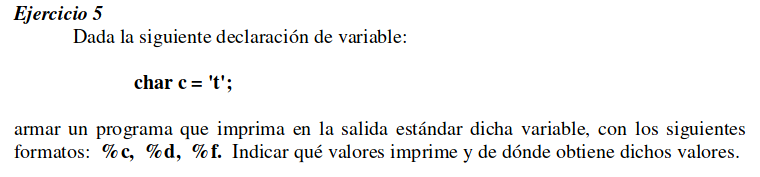 Ejercicio 5
Dada la siguiente declaración de variable:
char c = 't';
armar un programa que imprima en la salida estándar dicha variable, con los siguientes
formatos: %c, %d, %f. Indicar qué valores imprime y de dónde obtiene dichos valores.